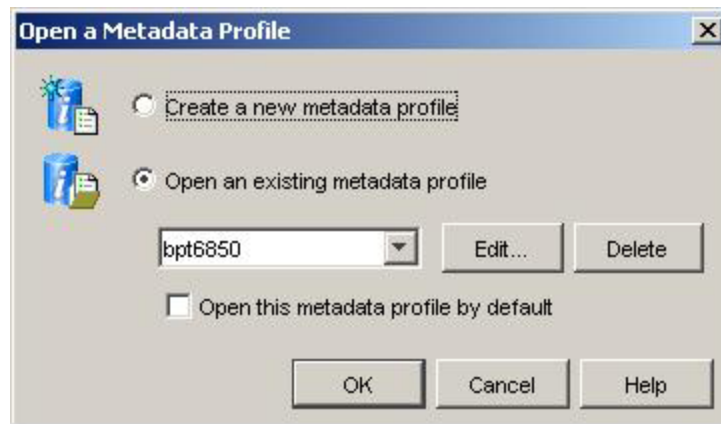 Open a Metadata Profile
Create a new metadata profile
Open an existing metadata profile
bpt6850 Edit... Delete
Open this metadata profile by default
OK Cancel Help